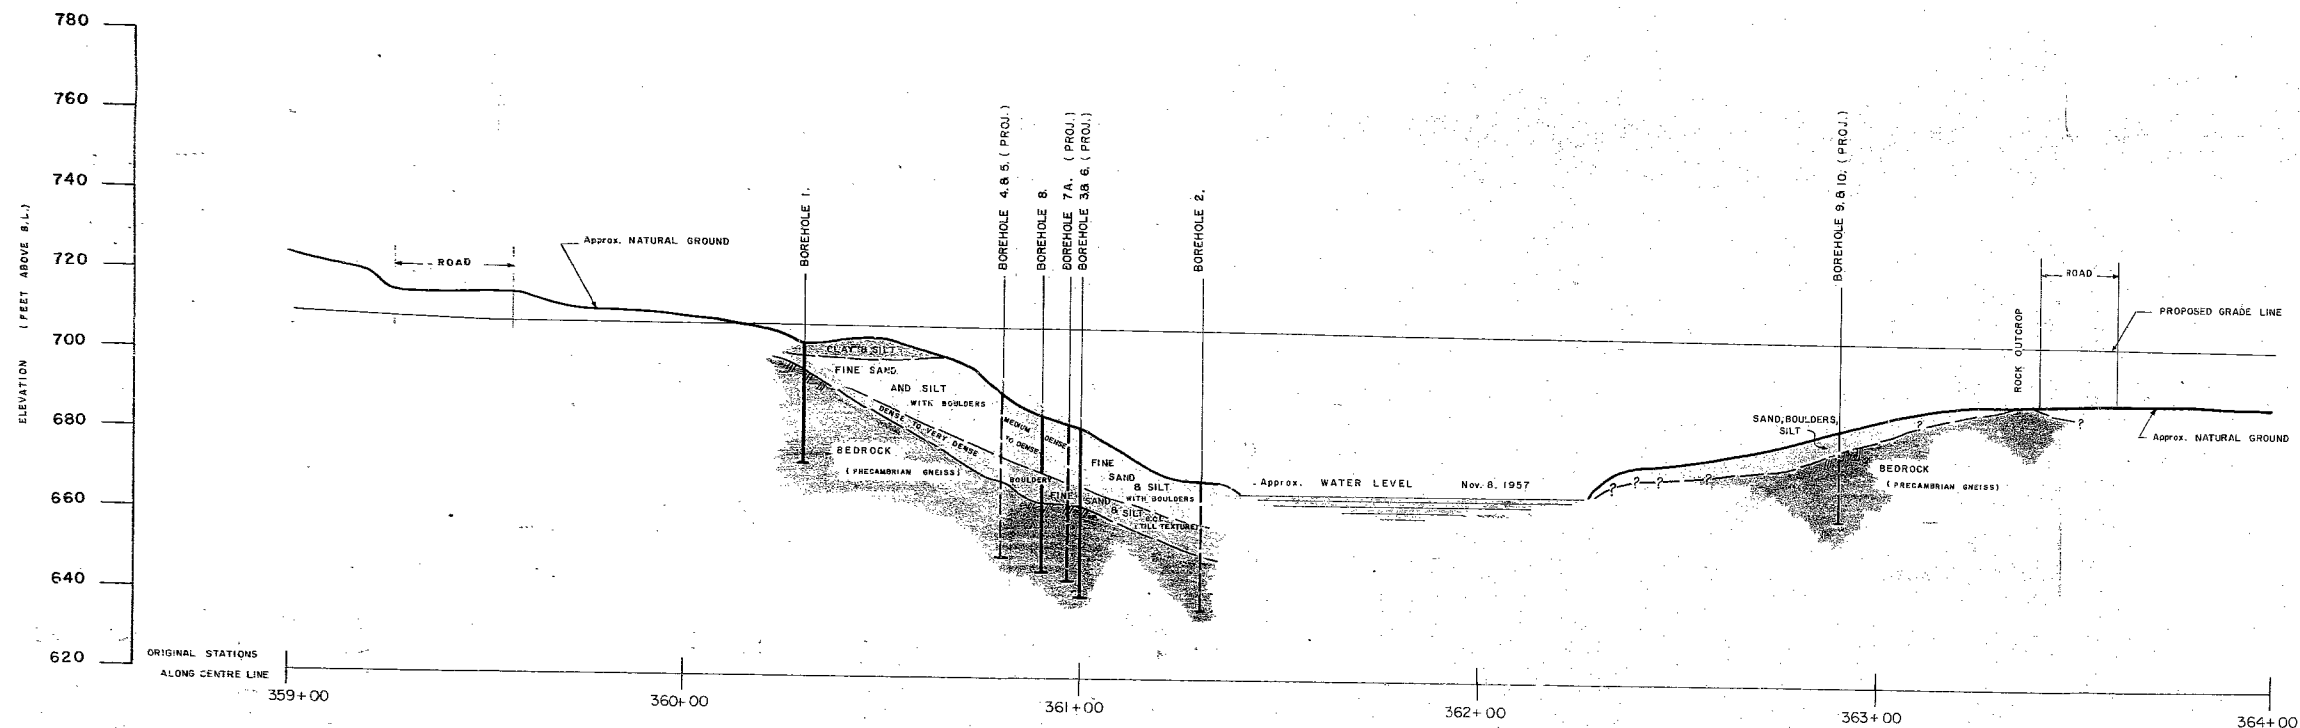 780
760
740
720
700
680
660
640
620
ELEVATION (FEET ABOVE S.L.)
ROAD
Approx. NATURAL GROUND
BOREHOLE 1.
BOREHOLE 4.& 5. (PROJ.)
BOREHOLE 8.
BOREHOLE 7A. (PROJ.)
BOREHOLE 3.& 6. (PROJ.)
BOREHOLE 2.
BOREHOLE 9.& 10. (PROJ.)
ROCK OUTCROP
ROAD
PROPOSED GRADE LINE
CLAY & SILT
FINE SAND
AND SILT
WITH BOULDERS
DENSE TO VERY DENSE
MEDIUM DENSE
TO DENSE
BEDROCK
(PRECAMBRIAN GNEISS)
BOULDERY
FINE SAND
& SILT
FINE
SAND
& SILT
WITH BOULDERS
(TILL TEXTURE)
Approx. WATER LEVEL Nov. 8, 1957
SAND, BOULDERS,
SILT
? ? ? ? ? ?
BEDROCK
(PRECAMBRIAN GNEISS)
Approx. NATURAL GROUND
ORIGINAL STATIONS
ALONG CENTRE LINE
359+00
360+00
361+00
362+00
363+00
364+00